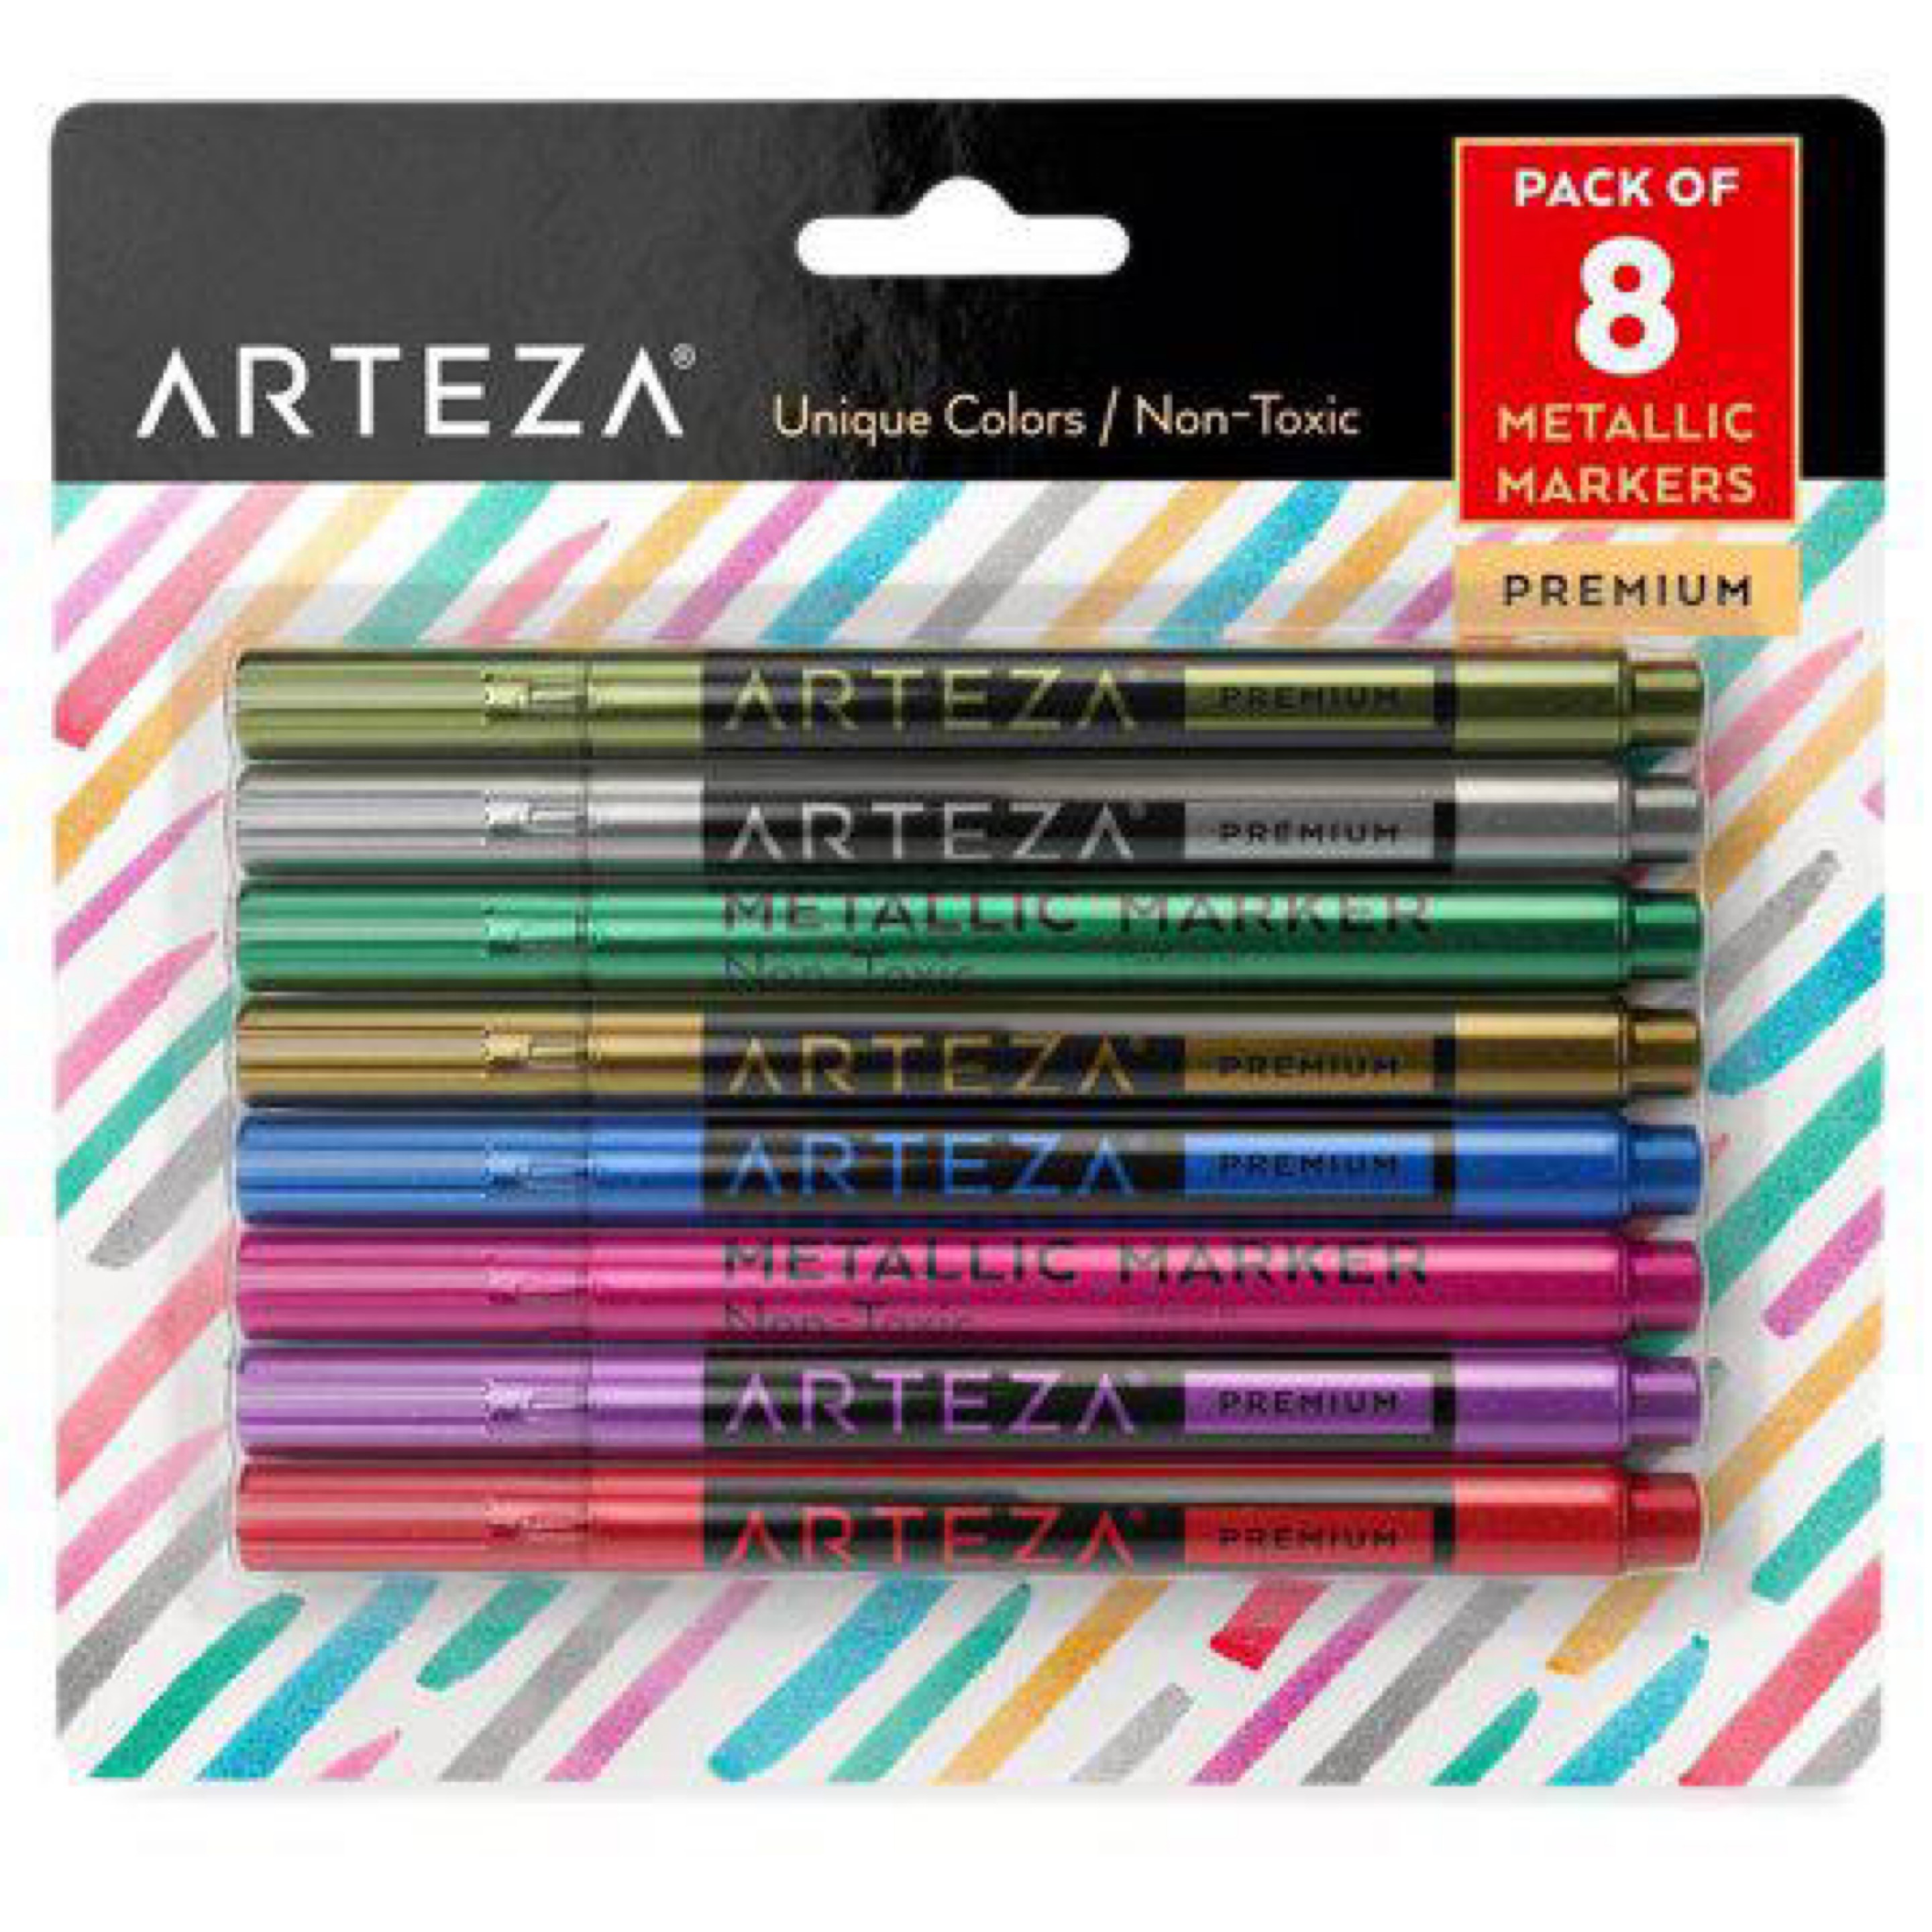 PACK OF
8
METALLIC
MARKERS
ARTEZA®
Unique Colors / Non-Toxic
PREMIUM
ARTEZA PREMIUM
ARTEZA PREMIUM
METALLIC MARKER
Non-Toxic
ARTEZA PREMIUM
ARTEZA PREMIUM
METALLIC MARKER
Non-Toxic
ARTEZA PREMIUM
ARTEZA PREMIUM